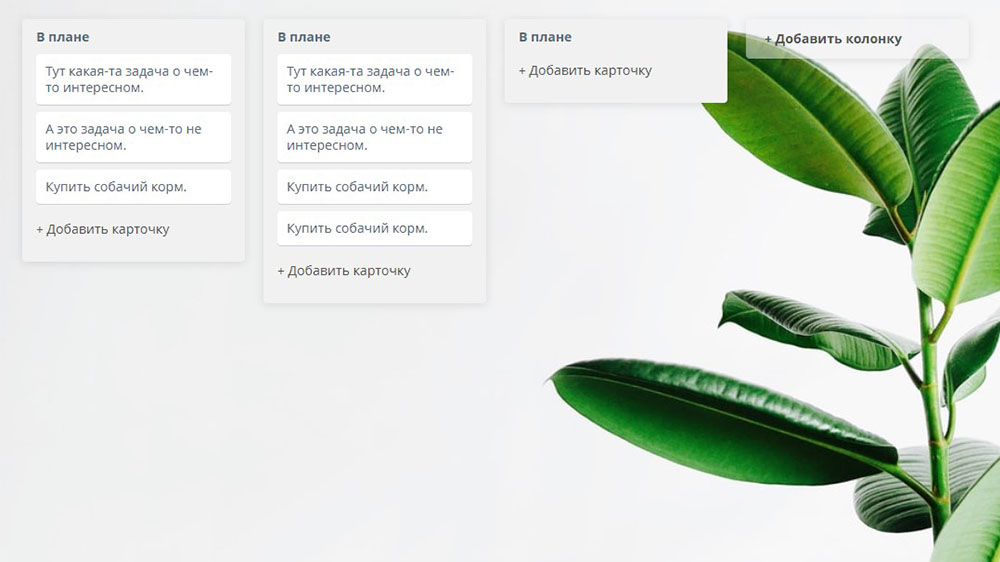 В плане
Тут какая-та задача о чем-
то интересном.
А это задача о чем-то не
интересном.
Купить собачий корм.
+ Добавить карточку
В плане
Тут какая-та задача о чем-
то интересном.
А это задача о чем-то не
интересном.
Купить собачий корм.
Купить собачий корм.
+ Добавить карточку
В плане
+ Добавить карточку
+ Добавить колонку